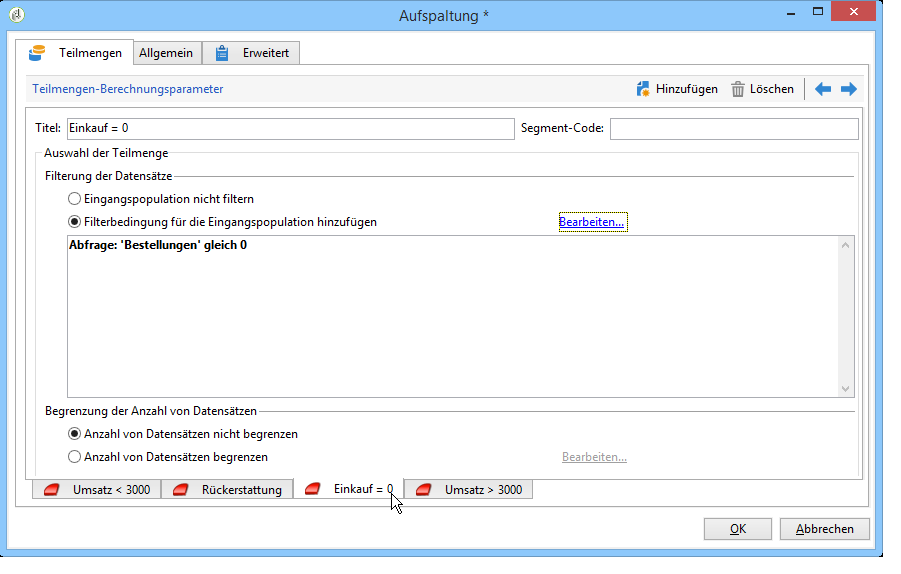 Aufspaltung *
Teilmengen Allgemein Erweitert
Teilmengen-Berechnungsparameter Hinzufügen Löschen
Titel: Einkauf = 0 Segment-Code:
Auswahl der Teilmenge
Filterung der Datensätze
Eingangspopulation nicht filtern
Filterbedingung für die Eingangspopulation hinzufügen Bearbeiten...
Abfrage: 'Bestellungen' gleich 0
Begrenzung der Anzahl von Datensätzen
Anzahl von Datensätzen nicht begrenzen
Anzahl von Datensätzen begrenzen Bearbeiten...
Umsatz < 3000 Rückerstattung Einkauf = 0 Umsatz > 3000
OK Abbrechen